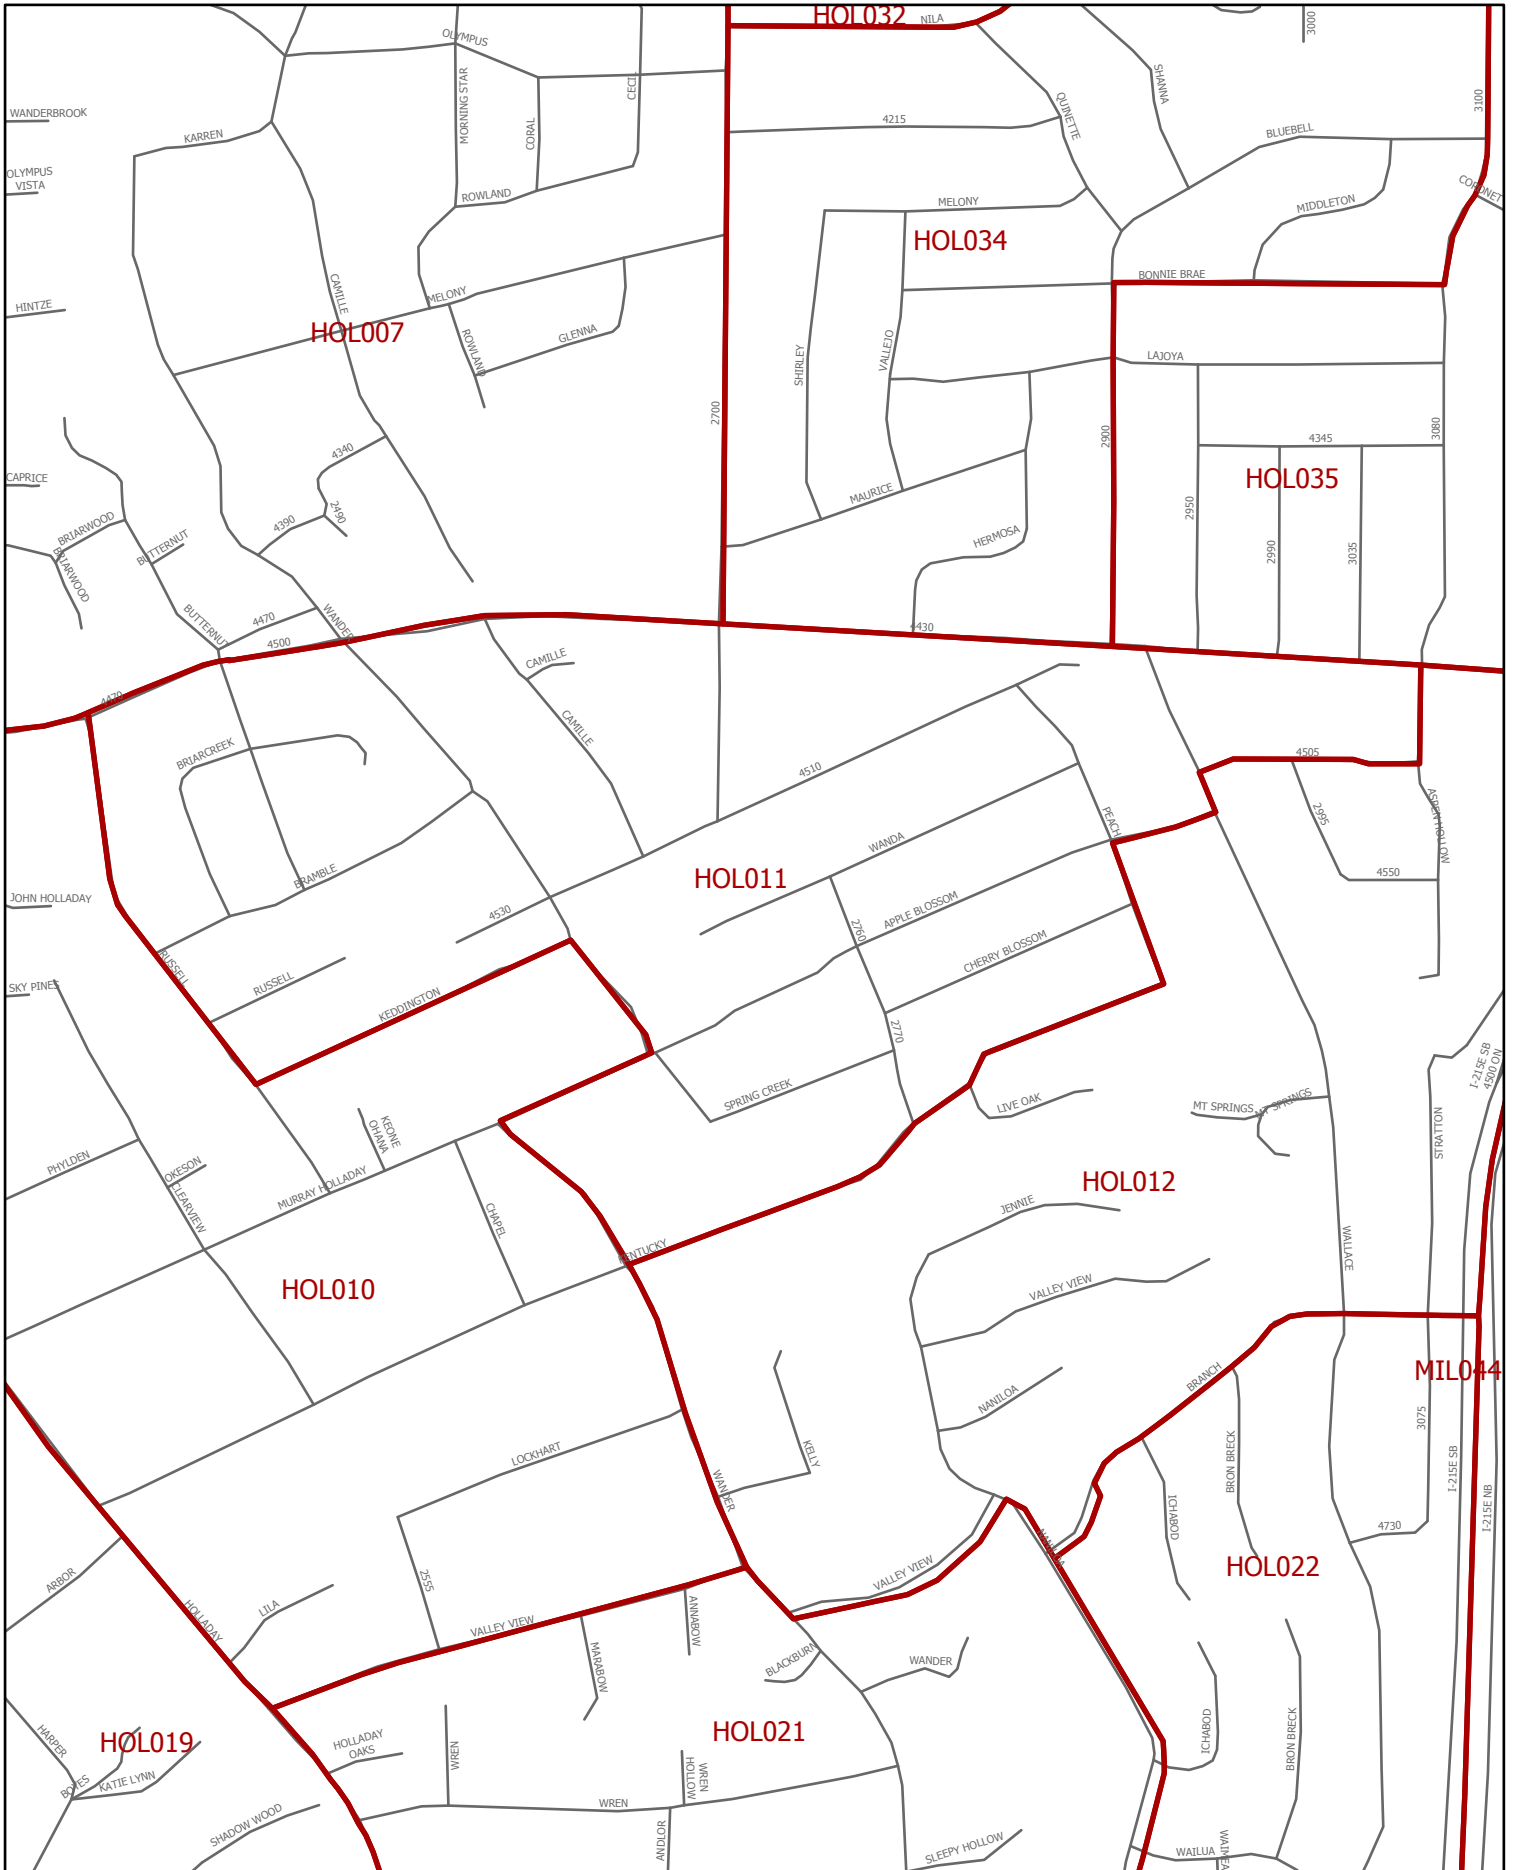 HOL032
NILA
3000
OLYMPUS
MORNING STAR
CECIL
SHANNA
QUINETTE
3100
WANDERBROOK
KARREN
CORAL
4215
BLUEBELL
OLYMPUS
VISTA
ROWLAND
MELONY
MIDDLETON
CORONET
HOL034
BONNIE BRAE
HINTZE
CAMILLE
MELONY
HOL007
ROWLAND
GLENNA
SHIRLEY
VALLEJO
LAJOYA
2700
2900
3080
4345
4340
HOL035
CAPRICE
2490
MAURICE
2950
4390
BRIARWOOD
BUTTERNUT
HERMOSA
2990
3035
BRIARWOOD
BUTTERNUT
4470
WANDER
4430
4500
CAMILLE
4470
CAMILLE
BRIARCREEK
4505
4510
2995
PEACH
ASPEN HOLLOW
WANDA
BRAMBLE
HOL011
4550
JOHN HOLLADAY
4530
2760
APPLE BLOSSOM
CHERRY BLOSSOM
RUSSELL
RUSSELL
SKY PINES
KEDDINGTON
2770
I-215E SB
4500 ON
SPRING CREEK
LIVE OAK
MT SPRINGS
MT SPRINGS
STRATTON
KEONE
OHANA
PHYLDEN
OKESON
CLEARVIEW
MURRAY HOLLADAY
HOL012
CHAPEL
JENNIE
KENTUCKY
WALLACE
HOL010
VALLEY VIEW
BRANCH
MIL044
NANILOA
3075
LOCKHART
KELLY
BRON BRECK
I-215E SB
I-215E NB
WANDER
ICHABOD
4730
NANILOA
HOL022
ARBOR
2555
VALLEY VIEW
LILA
HOLLADAY
VALLEY VIEW
ANNABOW
MARABOW
BLACKBURN
WANDER
HARPER
HOL019
HOLLADAY
OAKS
WREN
HOL021
ICHABOD
BRON BRECK
BOYES
KATIE LYNN
WREN
HOLLOW
WREN
SHADOW WOOD
ANDLOR
SLEEPY HOLLOW
WAILUA
WAIMEA